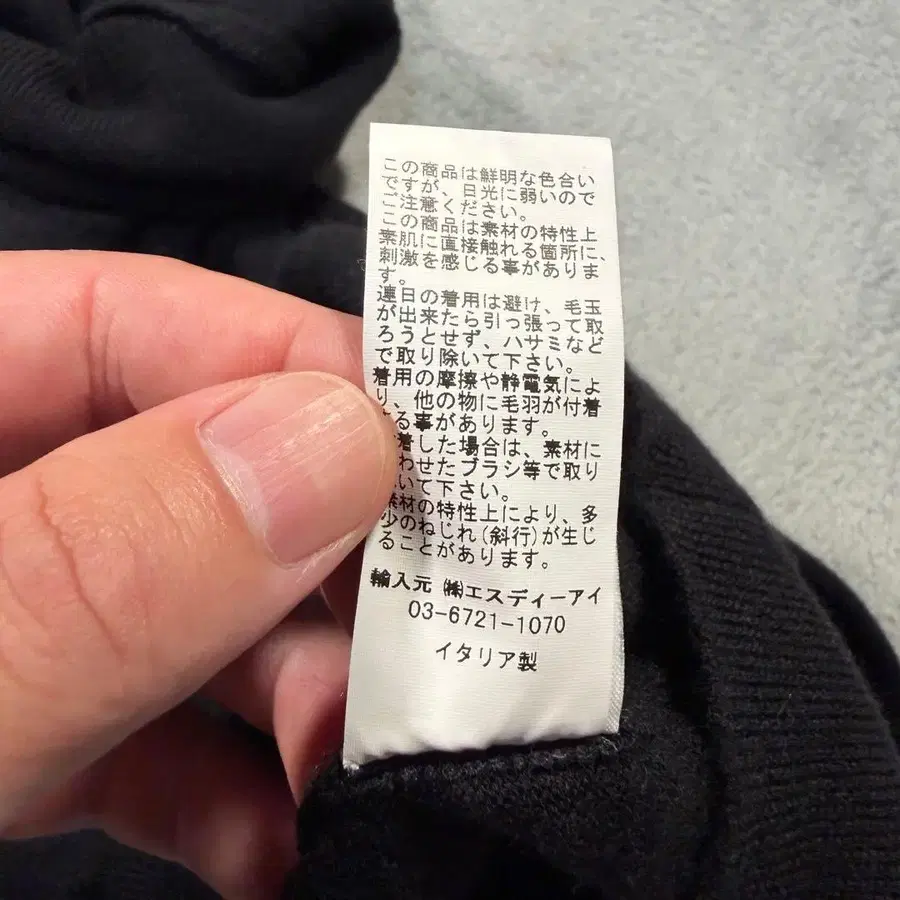 この商品は鮮明な色合い
ですが、日光に弱いので
ご注意ください。
この商品は素材の特性上
素肌に直接触れる箇所に、
刺激を感じる事がありま
す。
連日の着用は避け、毛玉
が出来たら引っ張って取
ろうとせず、ハサミなど
で取り除いて下さい。
着用の摩擦や静電気によ
り、他の物に毛羽が付着
る事があります。
着した場合は、素材に
わせたブラシ等で取り
いて下さい。
素材の特性上により、多
少のねじれ(斜行)が生じ
ることがあります。
輸入元 ㈱エスディーアイ
03-6721-1070
イタリア製